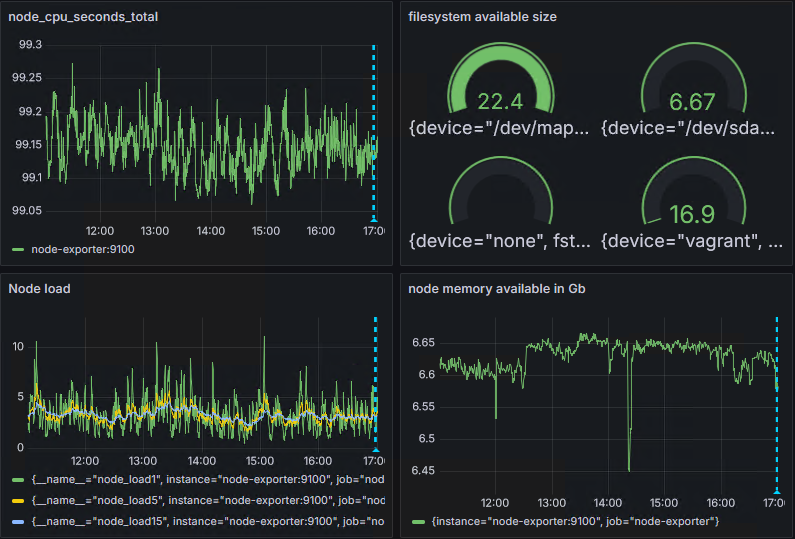 node_cpu_seconds_total
99.3
99.25
99.2
99.15
99.1
99.05
12:00 13:00 14:00 15:00 16:00 17:00
node-exporter:9100
filesystem available size
22.4
{device="/dev/map...
6.67
{device="/dev/sda...
{device="none", fst...
16.9
{device="vagrant", ...
Node load
10
5
0
12:00 13:00 14:00 15:00 16:00 17:00
{__name__="node_load1", instance="node-exporter:9100", job="nod
{__name__="node_load5", instance="node-exporter:9100", job="nod
{__name__="node_load15", instance="node-exporter:9100", job="no
node memory available in Gb
6.65
6.6
6.55
6.5
6.45
12:00 13:00 14:00 15:00 16:00 17:00
{instance="node-exporter:9100", job="node-exporter"}